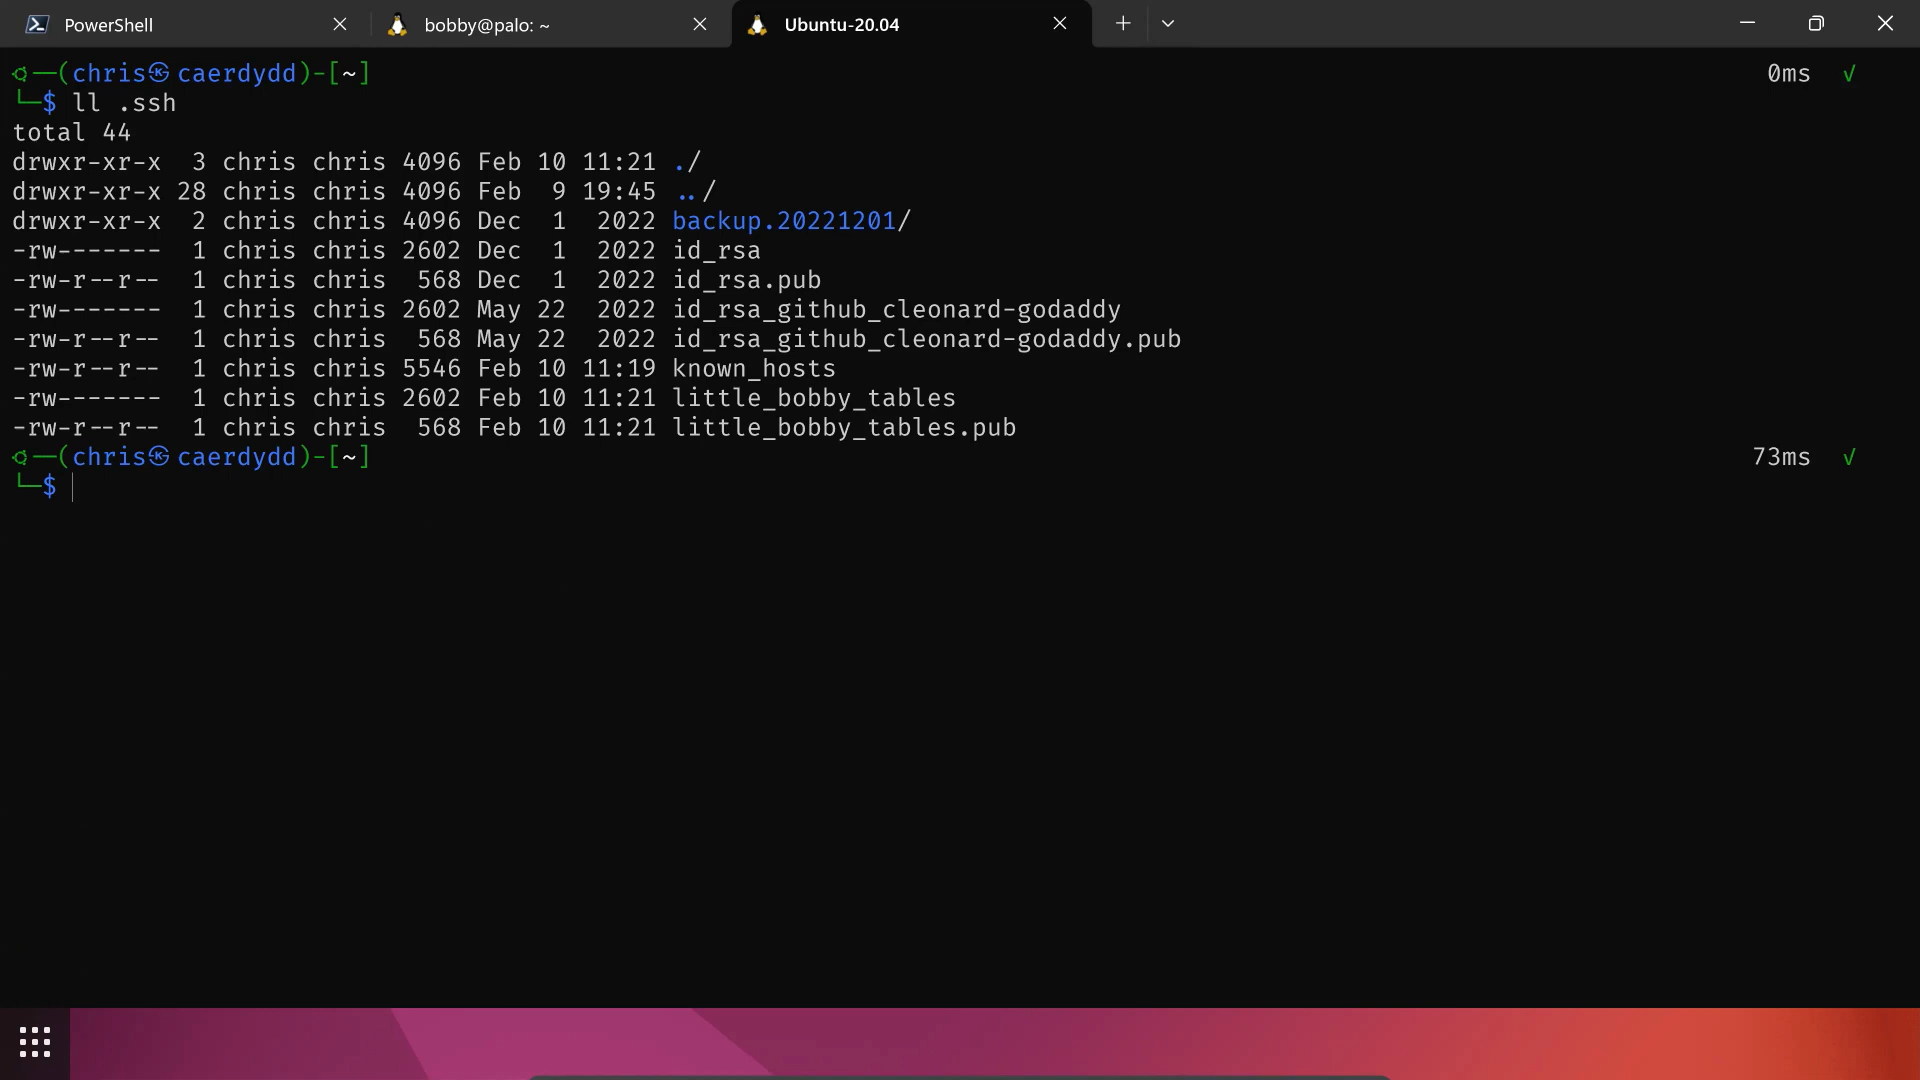 PowerShell
bobby@palo: ~
Ubuntu-20.04
(chris㉿caerdydd)-[~] 0ms √
$ ll .ssh
total 44
drwxr-xr-x  3 chris chris 4096 Feb 10 11:21 ./
drwxr-xr-x 28 chris chris 4096 Feb  9 19:45 ../
drwxr-xr-x  2 chris chris 4096 Dec  1  2022 backup.20221201/
-rw-------  1 chris chris 2602 Dec  1  2022 id_rsa
-rw-r--r--  1 chris chris  568 Dec  1  2022 id_rsa.pub
-rw-------  1 chris chris 2602 May 22  2022 id_rsa_github_cleonard-godaddy
-rw-r--r--  1 chris chris  568 May 22  2022 id_rsa_github_cleonard-godaddy.pub
-rw-r--r--  1 chris chris 5546 Feb 10 11:19 known_hosts
-rw-------  1 chris chris 2602 Feb 10 11:21 little_bobby_tables
-rw-r--r--  1 chris chris  568 Feb 10 11:21 little_bobby_tables.pub
(chris㉿caerdydd)-[~] 73ms √
$